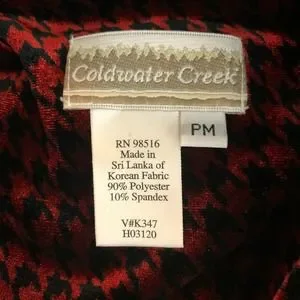 Coldwater Creek®
PM
RN 98516
Made in
Sri Lanka of
Korean Fabric
90% Polyester
10% Spandex
V#K347
H03120